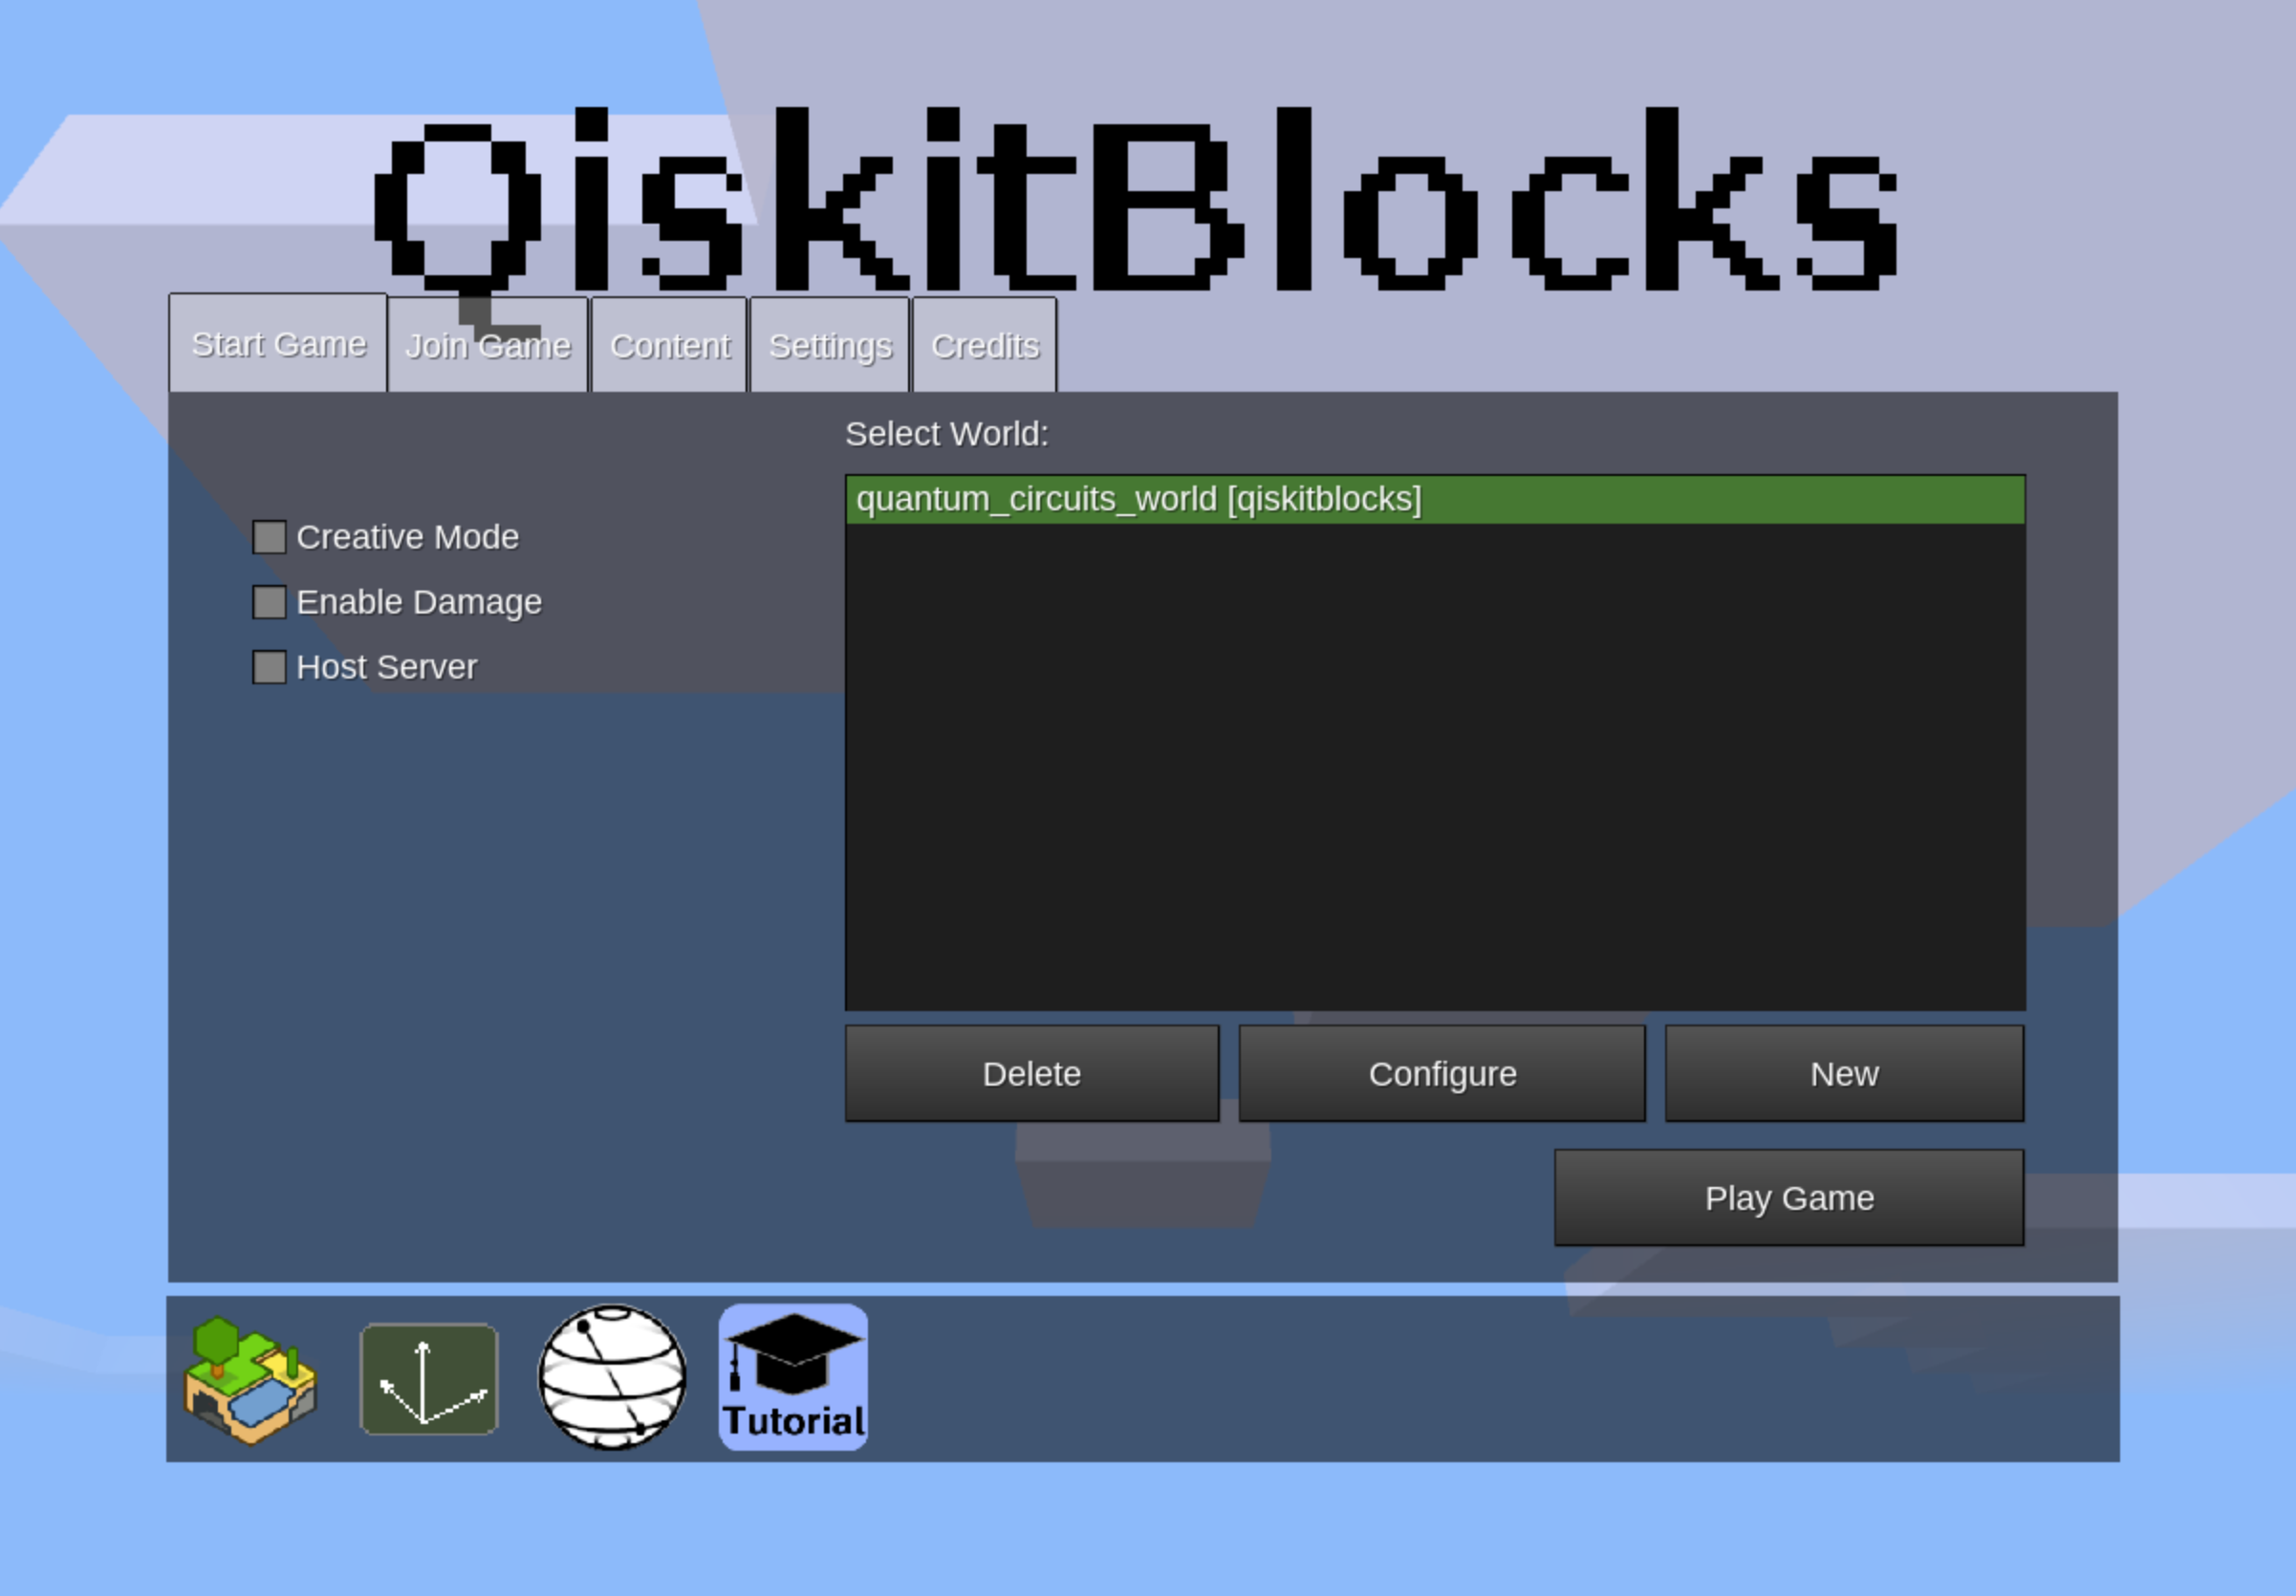 QiskitBlocks
Start Game Join Game Content Settings Credits
Select World:
quantum_circuits_world [qiskitblocks]
Creative Mode
Enable Damage
Host Server
Delete Configure New
Play Game
Tutorial